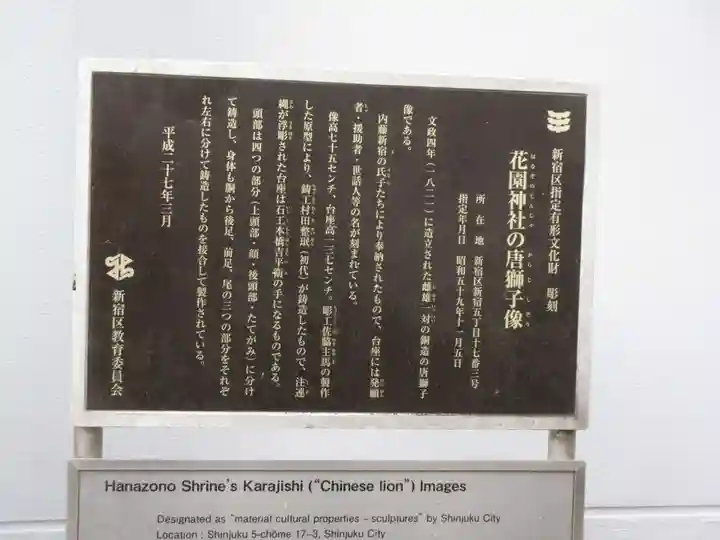 新宿区指定有形文化財 彫刻
花園神社の唐獅子像
はなぞのじんじゃ からじしぞう
所在地 新宿区新宿五丁目十七番三号
指定年月日 昭和五十九年十一月五日
文政四年(一八二一)に造立された雌雄一対の銅造の唐獅子
像である。
内藤新宿の氏子たちにより奉納されたもので、台座には発願
者・援助者・世話人等の名が刻まれている。
像高七十五センチ、台座高一三七センチ。彫工佐脇主馬の製作
した原型により、鋳工村田整珉(初代)が鋳造したもので、注連
縄が浮彫された台座は石工本橋吉平衛の手になるものである。
頭部は四つの部分(上頭部・顔・後頭部・たてがみ)に分け
て鋳造し、身体も胴から後足、前足、尾の三つの部分をそれぞ
れ左右に分けて鋳造したものを接合して製作されている。
平成二十七年三月
新宿区教育委員会
Hanazono Shrine's Karajishi ("Chinese lion") Images
Designated as "material cultural properties - sculptures" by Shinjuku City
Location : Shinjuku 5-chōme 17-3, Shinjuku City